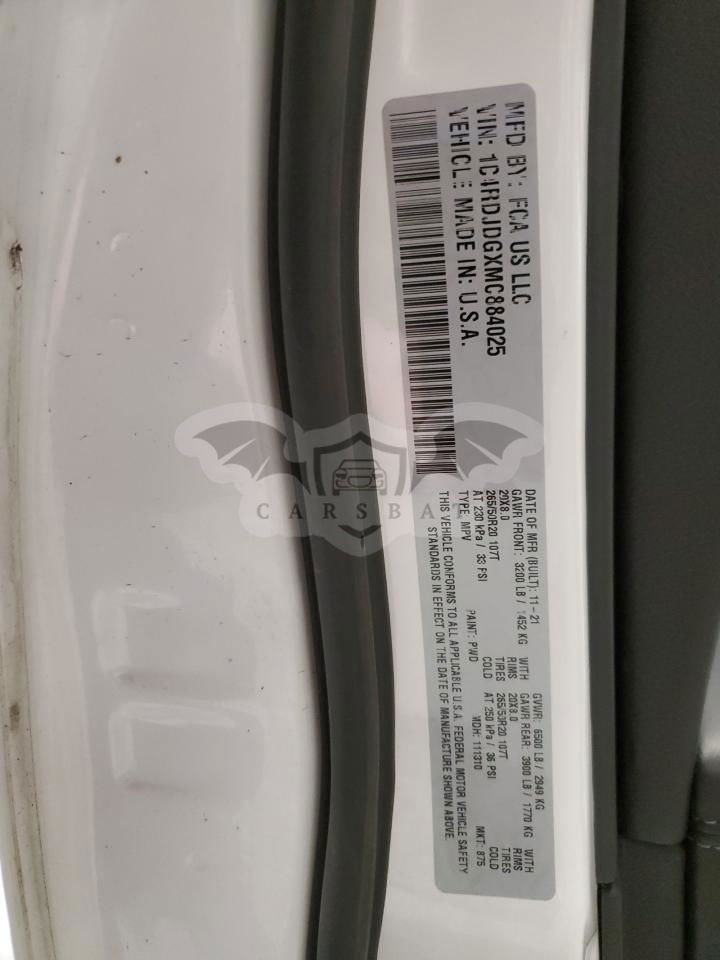 MFD BY: FCA US LLC
VIN: 1C4RDJDGXMC884025
VEHICLE MADE IN: U.S.A.
DATE OF MFR (BUILT): 11-21 GVWR: 6500 LB / 2949 KG
GAWR FRONT: 3200 LB / 1452 KG WITH GAWR REAR: 3900 LB / 1770 KG WITH
20X8.0 RIMS 20X8.0 RIMS
265/50R20 107T TIRES 265/50R20 107T TIRES
AT 230 kPa / 33 PSI COLD AT 250 kPa / 36 PSI COLD
TYPE: MPV PAINT: PWD MDH: 111310 MKT: 875
THIS VEHICLE CONFORMS TO ALL APPLICABLE U.S.A. FEDERAL MOTOR VEHICLE SAFETY
STANDARDS IN EFFECT ON THE DATE OF MANUFACTURE SHOWN ABOVE.
CARSBAT